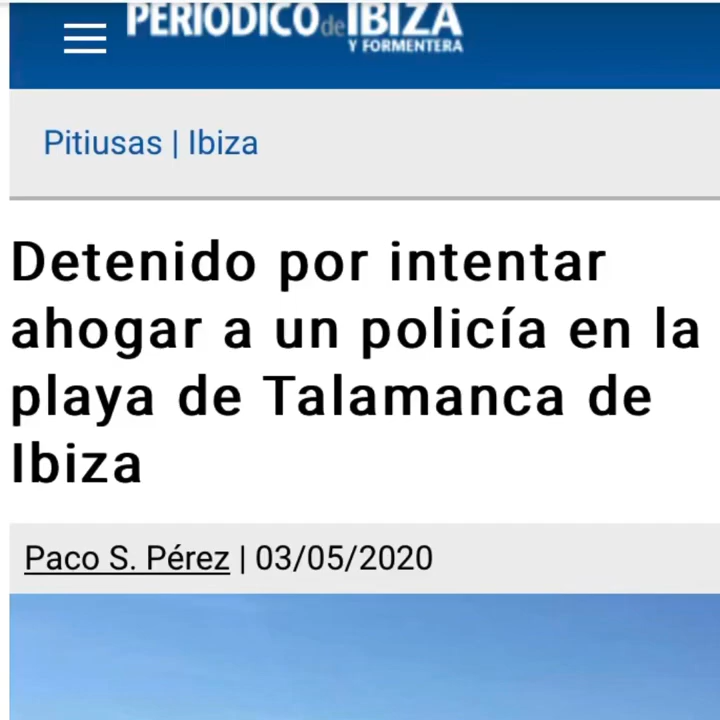 PERIODICO de IBIZA
Y FORMENTERA
Pitiusas | Ibiza
Detenido por intentar
ahogar a un policía en la
playa de Talamanca de
Ibiza
Paco S. Pérez | 03/05/2020